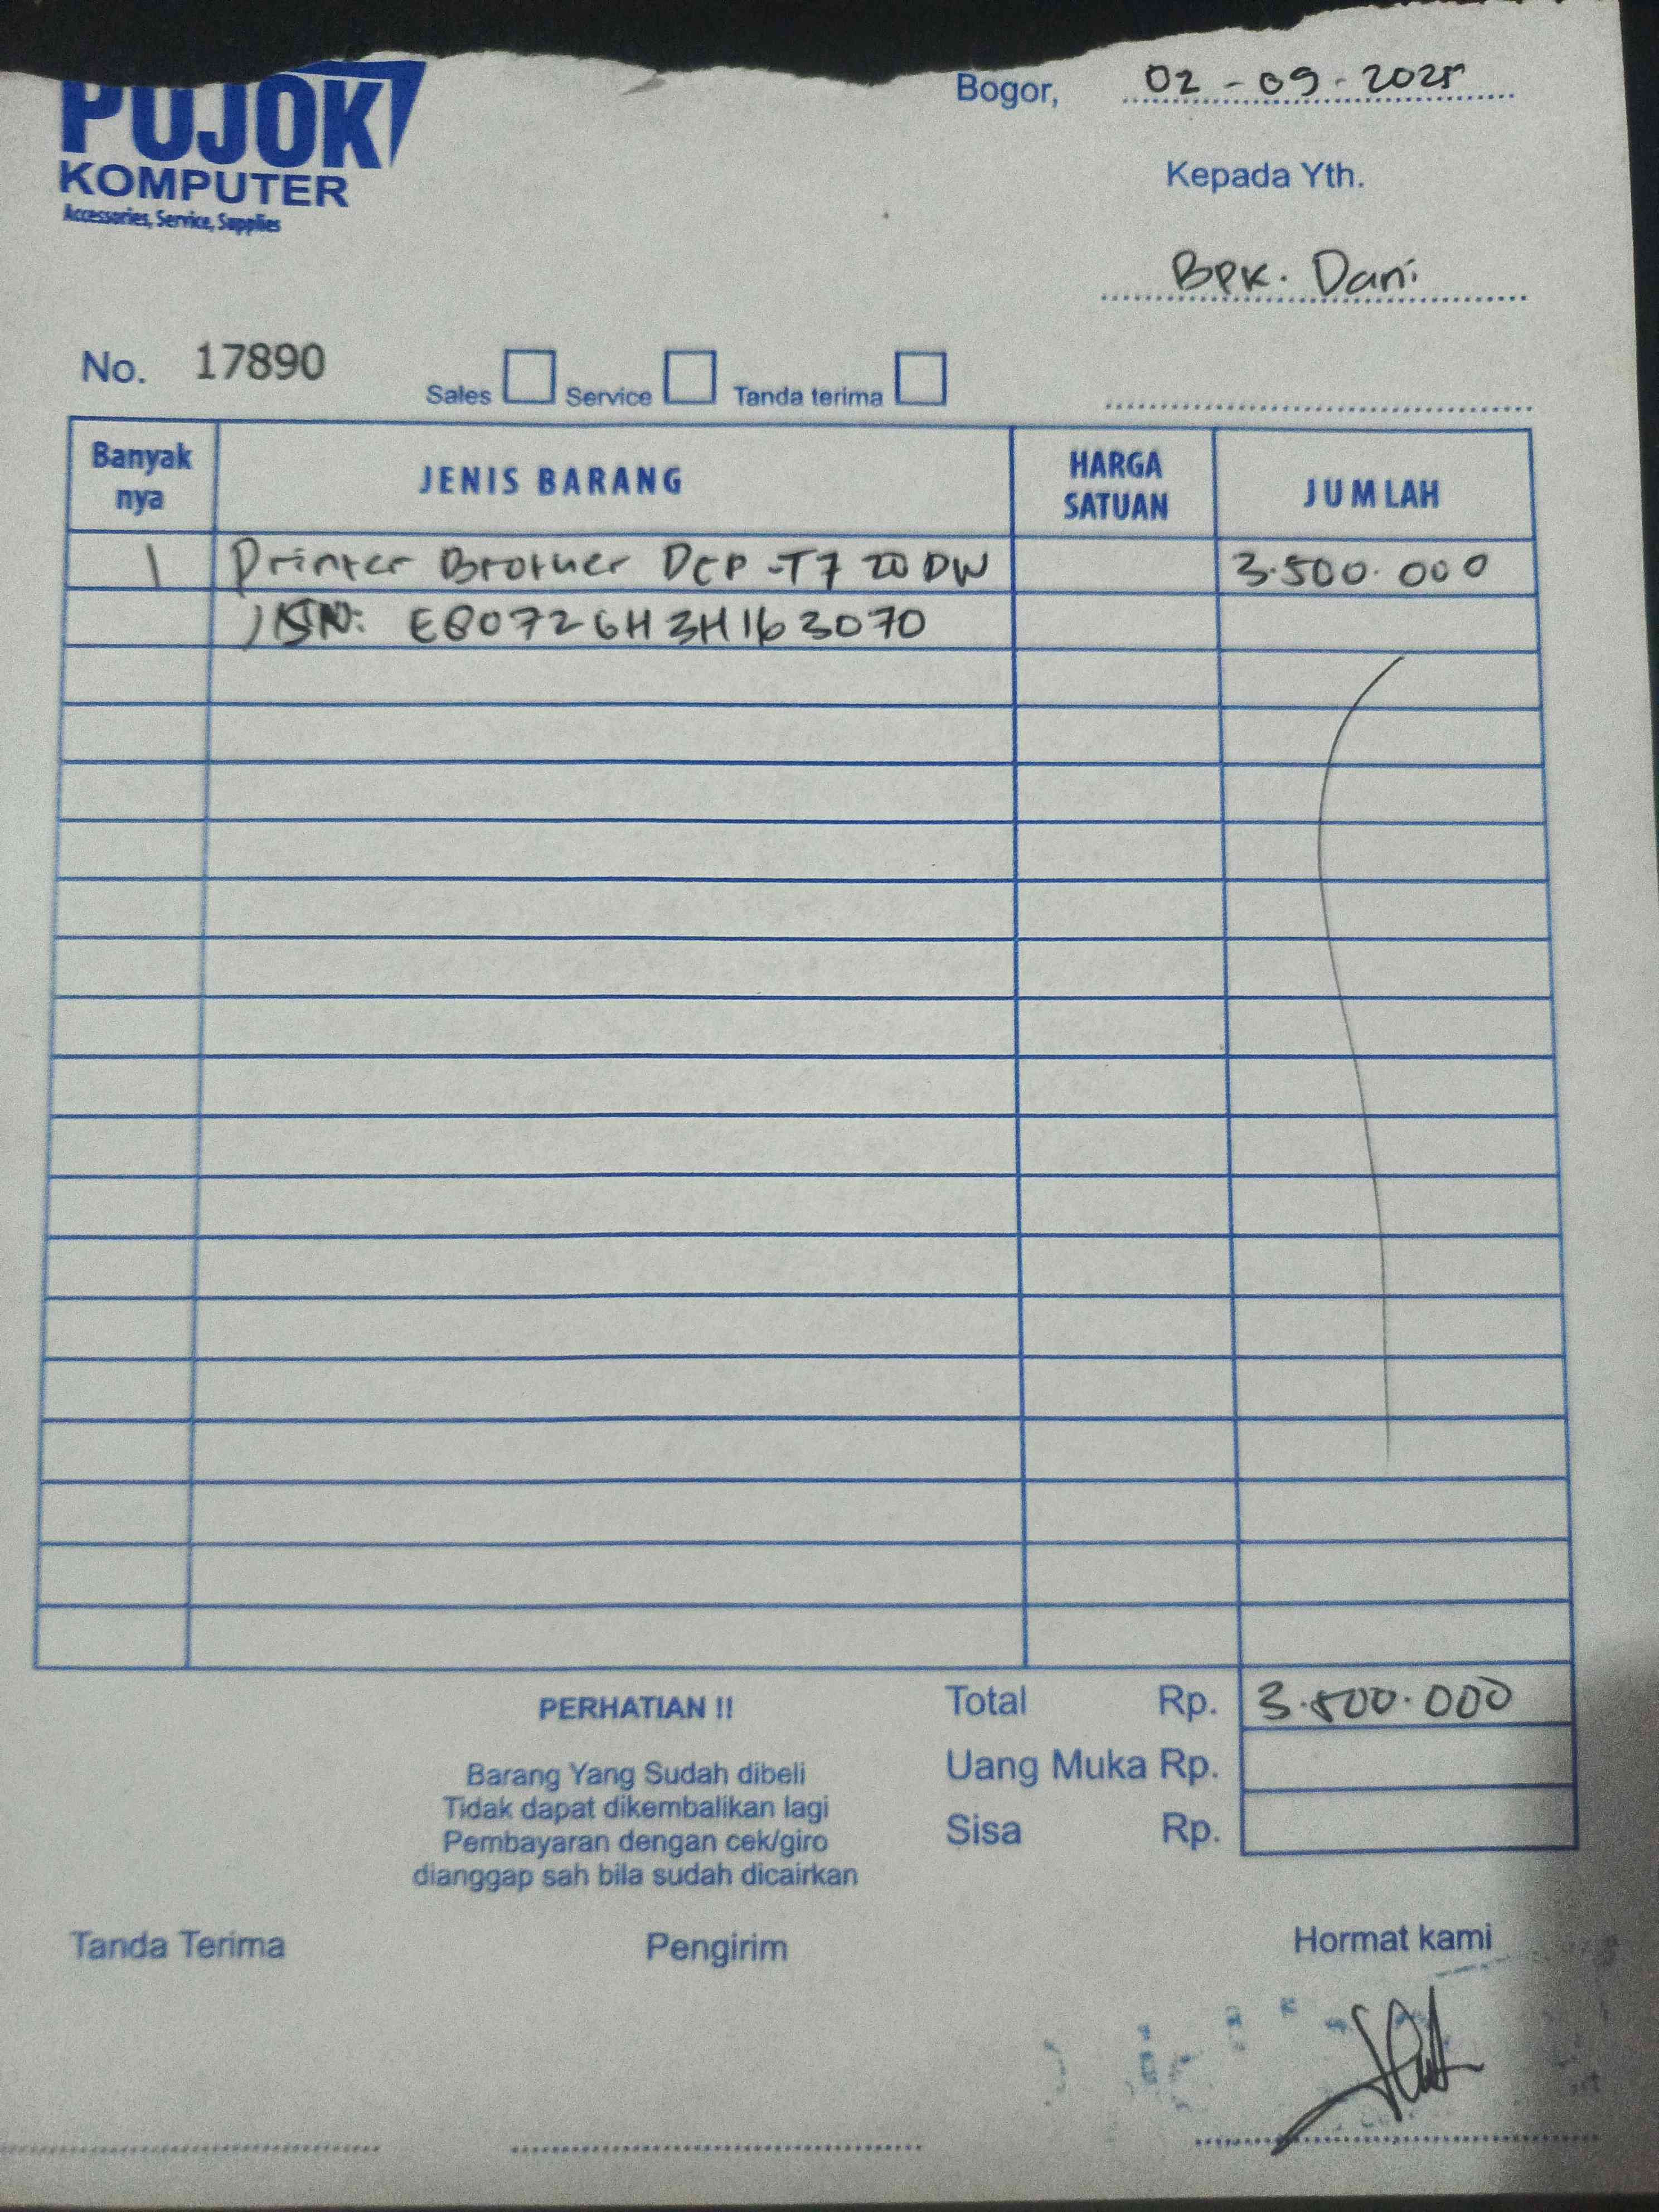 PUJOK
KOMPUTER
Accessories, Service, Supplies
Bogor, 02-09-2025
Kepada Yth.
Bpk. Dani
No. 17890
Sales Service Tanda terima
Banyak nya JENIS BARANG HARGA SATUAN JUMLAH
1 Printer Brother DCP-T720DW 3.500.000
SN: E80726H3H163070
PERHATIAN !!
Barang Yang Sudah dibeli
Tidak dapat dikembalikan lagi
Pembayaran dengan cek/giro
dianggap sah bila sudah dicairkan
Total Rp. 3.500.000
Uang Muka Rp.
Sisa Rp.
Tanda Terima Pengirim Hormat kami